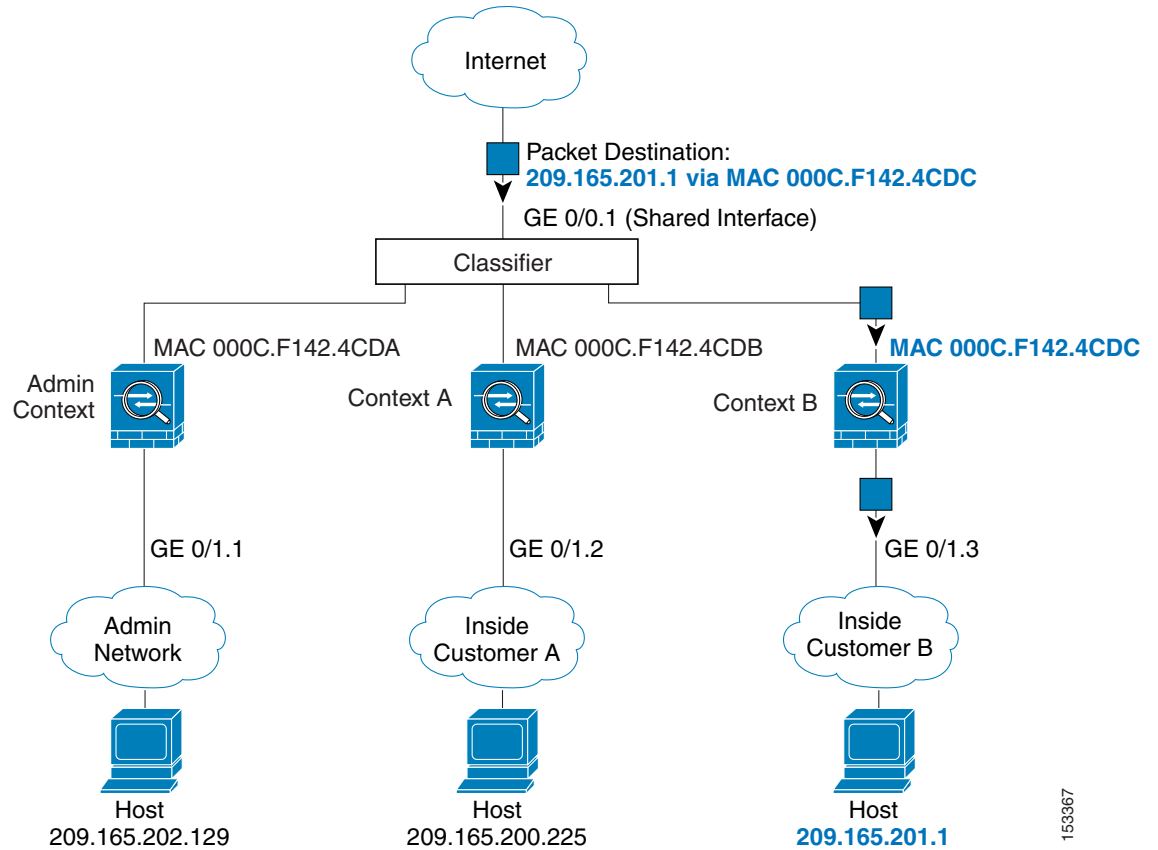 Internet
Packet Destination:
209.165.201.1 via MAC 000C.F142.4CDC
GE 0/0.1 (Shared Interface)
Classifier
MAC 000C.F142.4CDA
MAC 000C.F142.4CDB
MAC 000C.F142.4CDC
Admin
Context
Context A
Context B
GE 0/1.1
GE 0/1.2
GE 0/1.3
Admin
Network
Inside
Customer A
Inside
Customer B
Host
209.165.202.129
Host
209.165.200.225
Host
209.165.201.1
153367